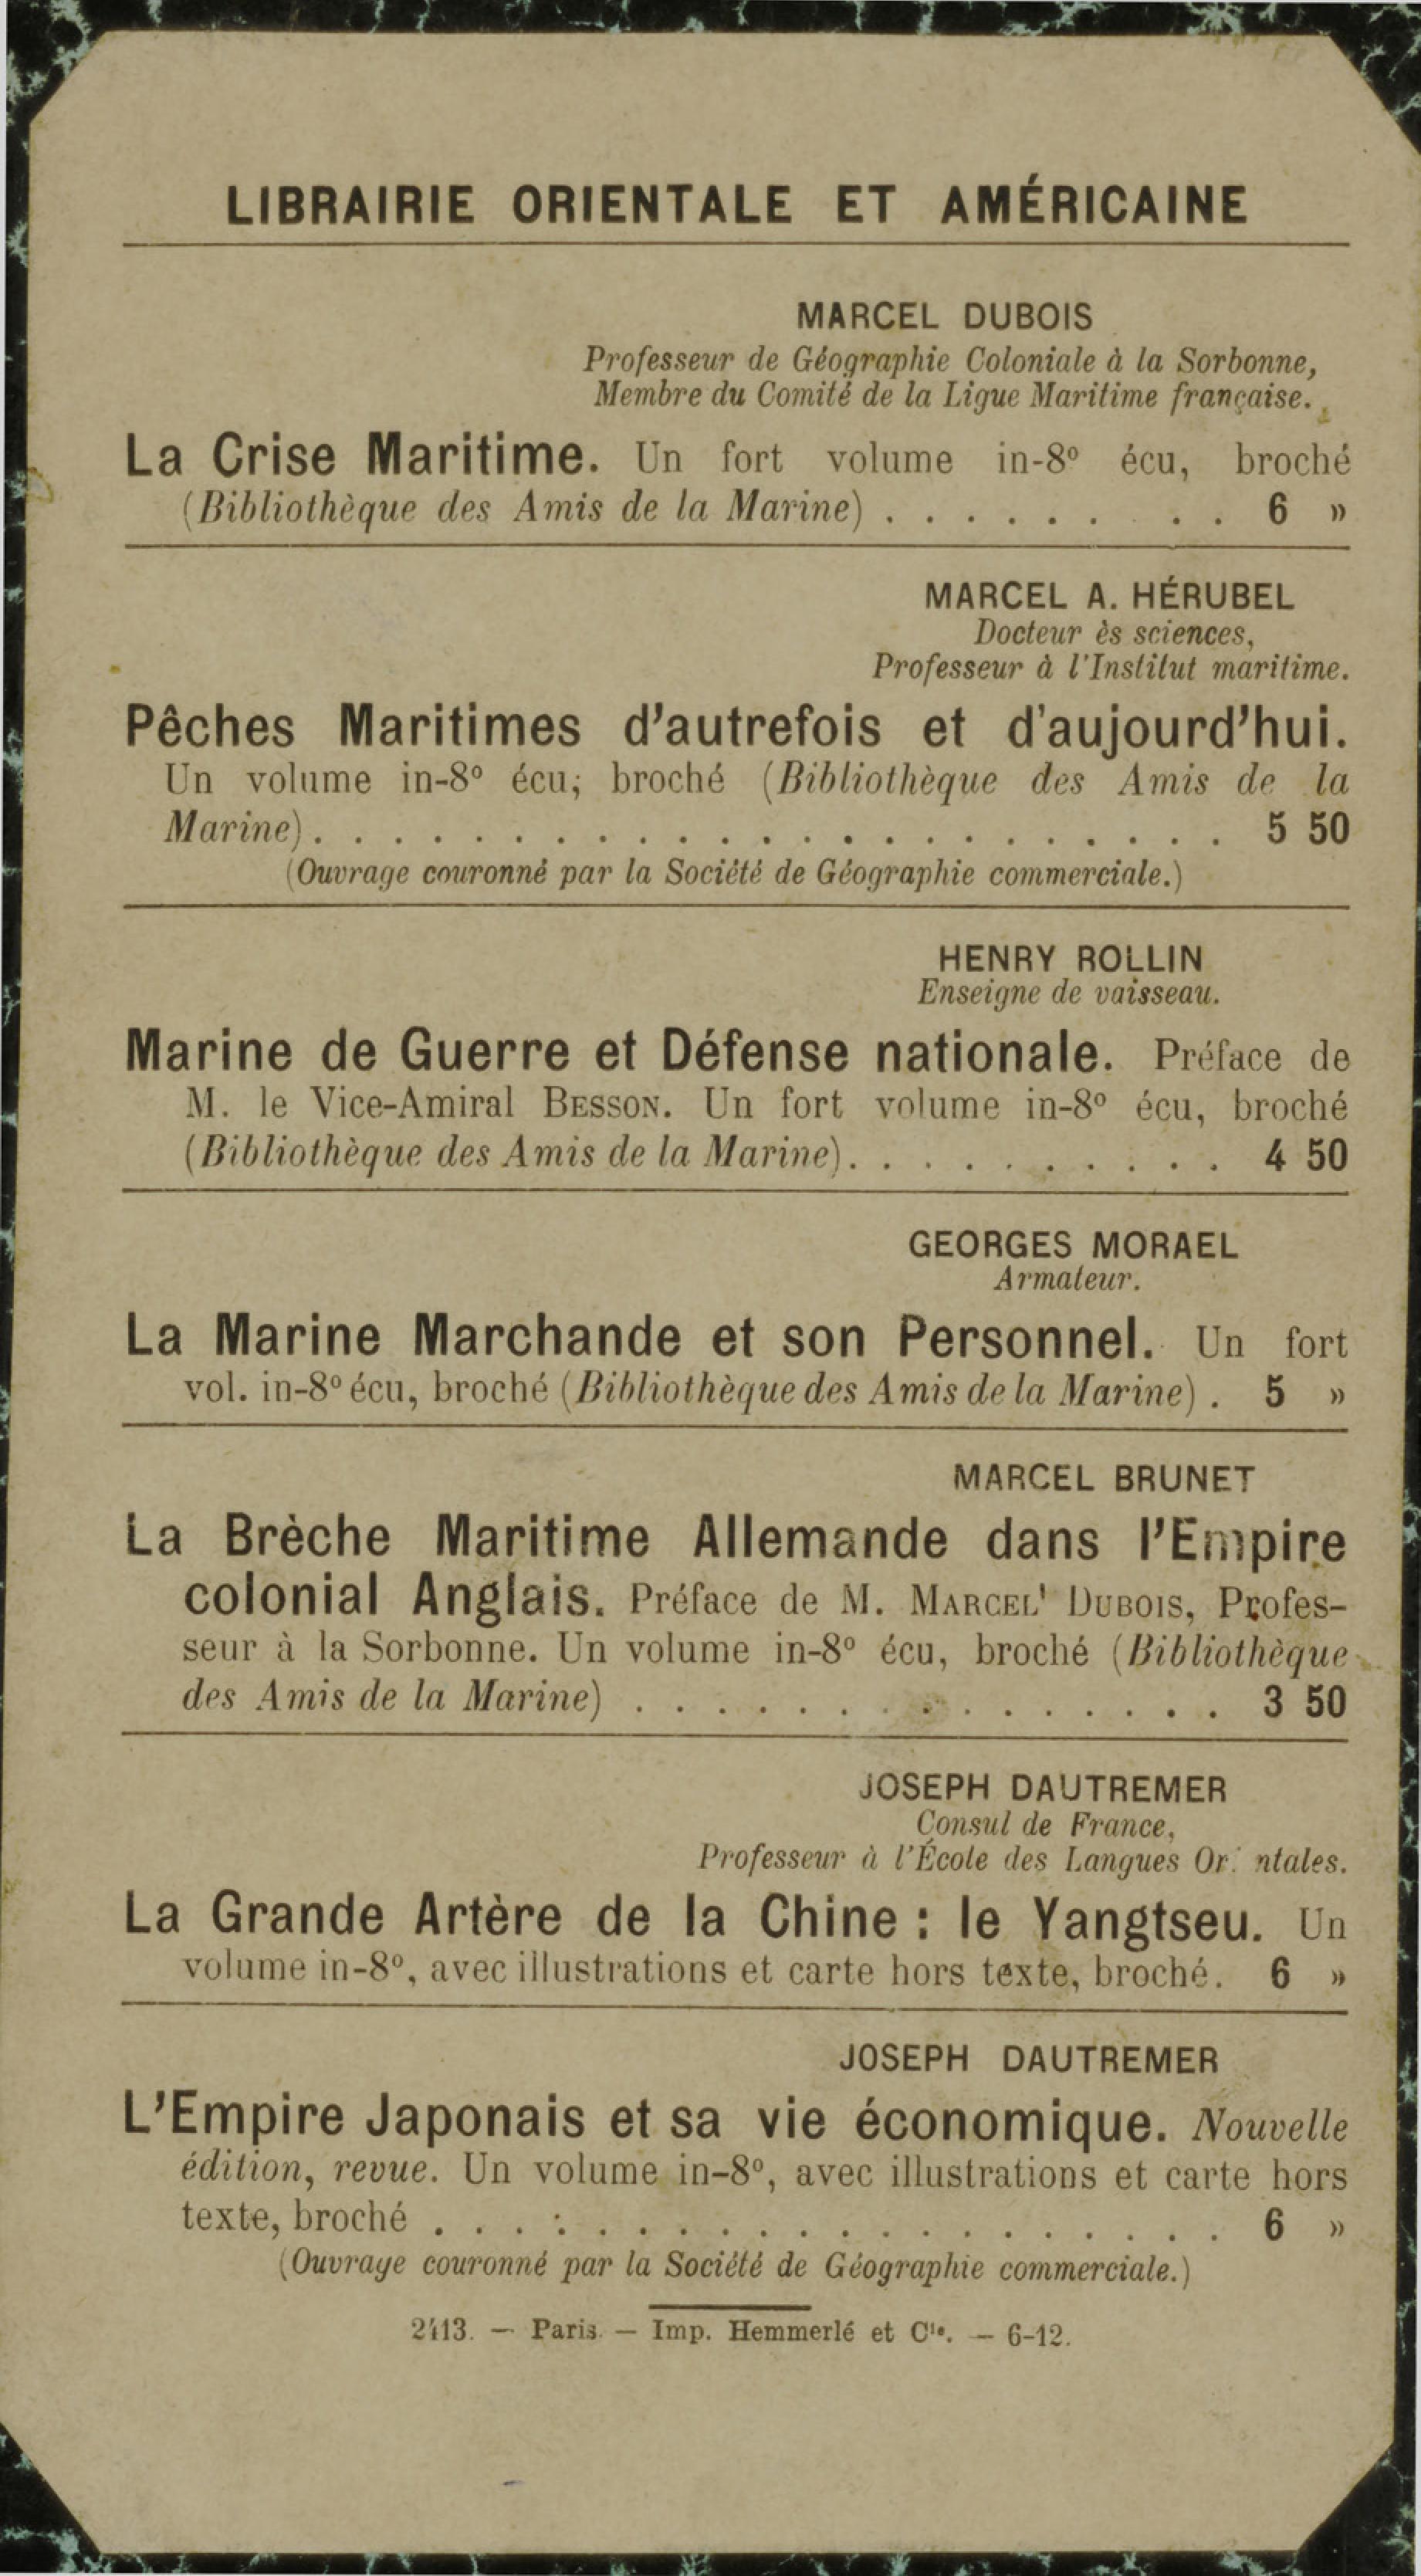 LIBRAIRIE ORIENTALE ET AMÉRICAINE
MARCEL DUBOIS
Professeur de Géographie Coloniale à la Sorbonne,
Membre du Comité de la Ligue Maritime française.
La Crise Maritime. Un fort volume in-8º écu, broché
(Bibliothèque des Amis de la Marine) . . . . . . . . . 6 »
MARCEL A. HÉRUBEL
Docteur ès sciences,
Professeur à l'Institut maritime.
Pêches Maritimes d'autrefois et d'aujourd'hui.
Un volume in-8º écu; broché (Bibliothèque des Amis de la
Marine) . . . . . . . . . . . . . . . . . . . . . . . 5 50
(Ouvrage couronné par la Société de Géographie commerciale.)
HENRY ROLLIN
Enseigne de vaisseau.
Marine de Guerre et Défense nationale. Préface de
M. le Vice-Amiral BESSON. Un fort volume in-8º écu, broché
(Bibliothèque des Amis de la Marine) . . . . . . . . . . 4 50
GEORGES MORAEL
Armateur.
La Marine Marchande et son Personnel. Un fort
vol. in-8º écu, broché (Bibliothèque des Amis de la Marine) . 5 »
MARCEL BRUNET
La Brèche Maritime Allemande dans l'Empire
colonial Anglais. Préface de M. MARCEL' DUBOIS, Profes-
seur à la Sorbonne. Un volume in-8º écu, broché (Bibliothèque
des Amis de la Marine) . . . . . . . . . . . . . . . 3 50
JOSEPH DAUTREMER
Consul de France,
Professeur à l'École des Langues Or. ntales.
La Grande Artère de la Chine : le Yangtseu. Un
volume in-8º, avec illustrations et carte hors texte, broché. 6 »
JOSEPH DAUTREMER
L'Empire Japonais et sa vie économique. Nouvelle
édition, revue. Un volume in-8º, avec illustrations et carte hors
texte, broché . . . . . . . . . . . . . . . . . . . . 6 »
(Ouvrage couronné par la Société de Géographie commerciale.)
2413. — Paris. — Imp. Hemmerlé et Cie. — 6-12.